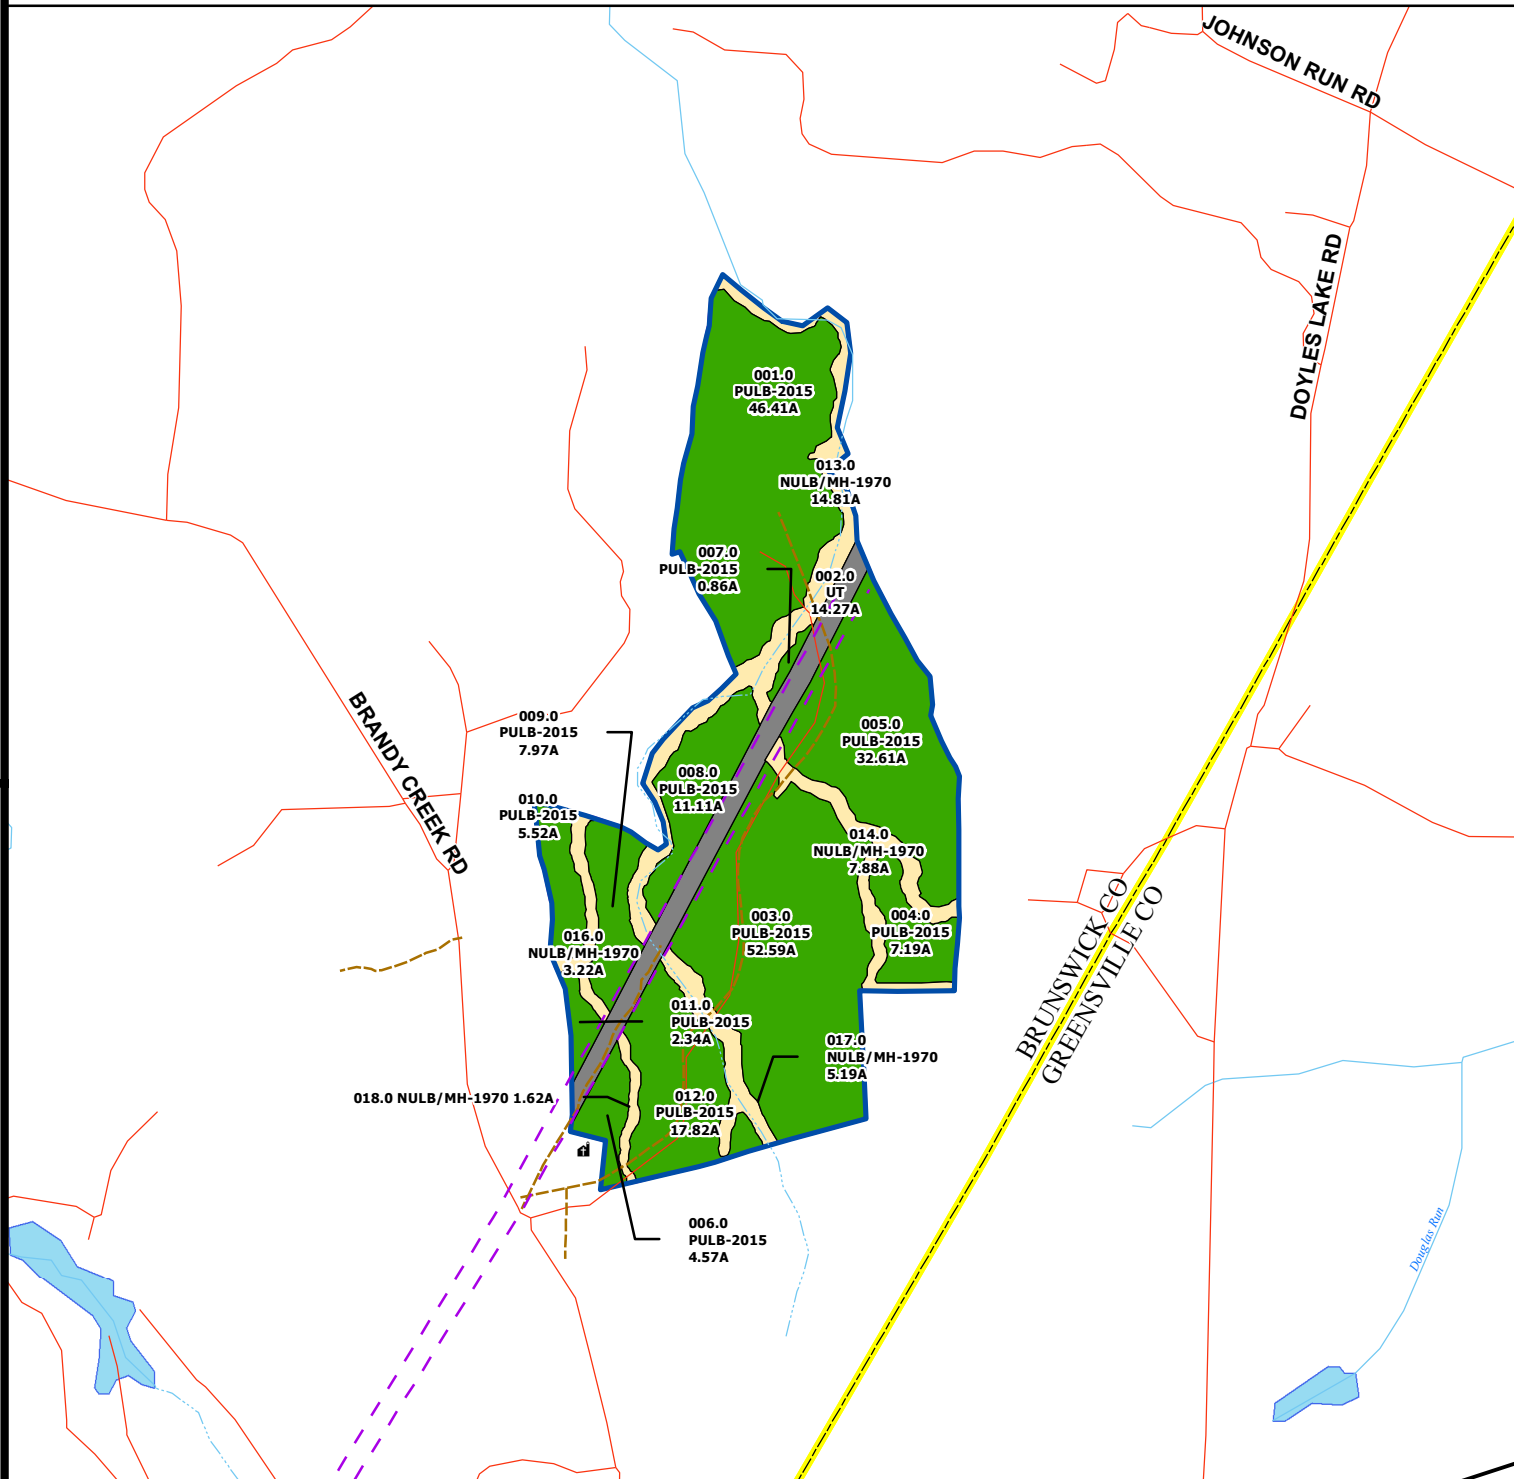 JOHNSON RUN RD
DOYLES LAKE RD
001.0
PULB-2015
46.41A
013.0
NULB/MH-1970
14.81A
007.0
PULB-2015
0.86A
002.0
UT
14.27A
009.0
PULB-2015
7.97A
005.0
PULB-2015
32.61A
BRANDY CREEK RD
008.0
PULB-2015
11.11A
010.0
PULB-2015
5.52A
014.0
NULB/MH-1970
7.88A
003.0
PULB-2015
52.59A
004.0
PULB-2015
7.19A
016.0
NULB/MH-1970
3.22A
BRUNSWICK CO
GREENSVILLE CO
011.0
PULB-2015
2.34A
017.0
NULB/MH-1970
5.19A
018.0 NULB/MH-1970 1.62A
012.0
PULB-2015
17.82A
006.0
PULB-2015
4.57A
Douglas Run